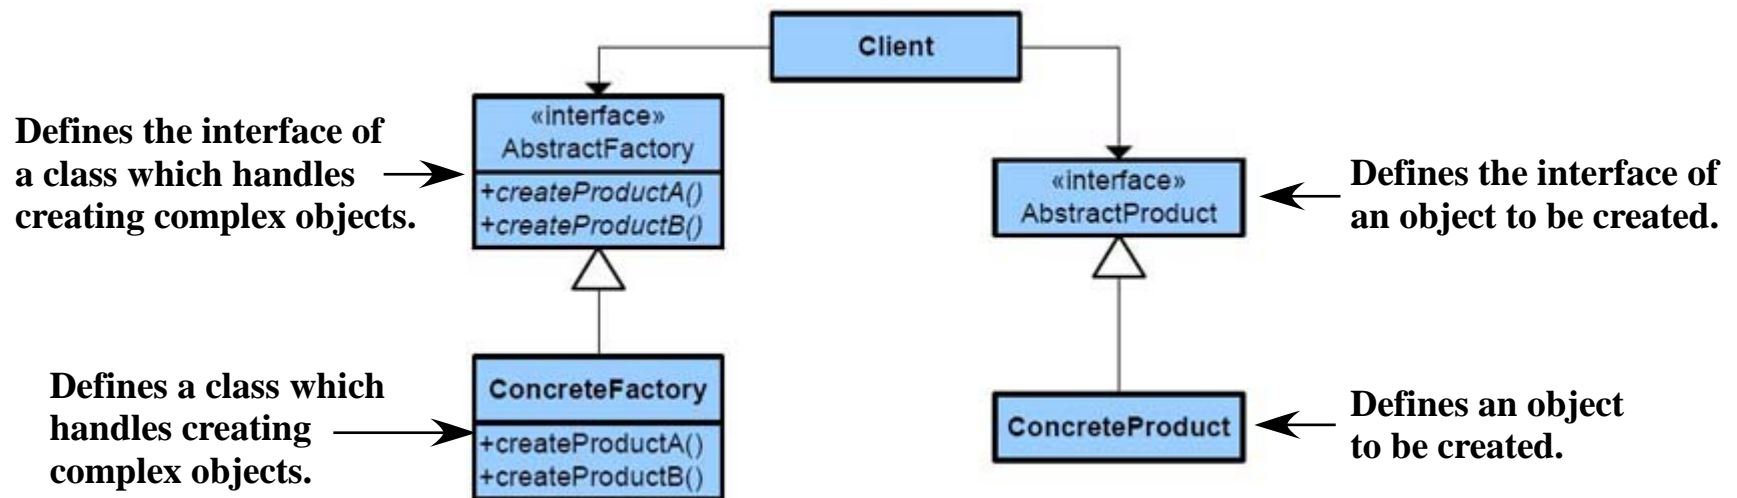 Client
Defines the interface of
a class which handles
creating complex objects.
«interface»
AbstractFactory
+createProductA()
+createProductB()
«interface»
AbstractProduct
Defines the interface of
an object to be created.
Defines a class which
handles creating
complex objects.
ConcreteFactory
+createProductA()
+createProductB()
ConcreteProduct
Defines an object
to be created.